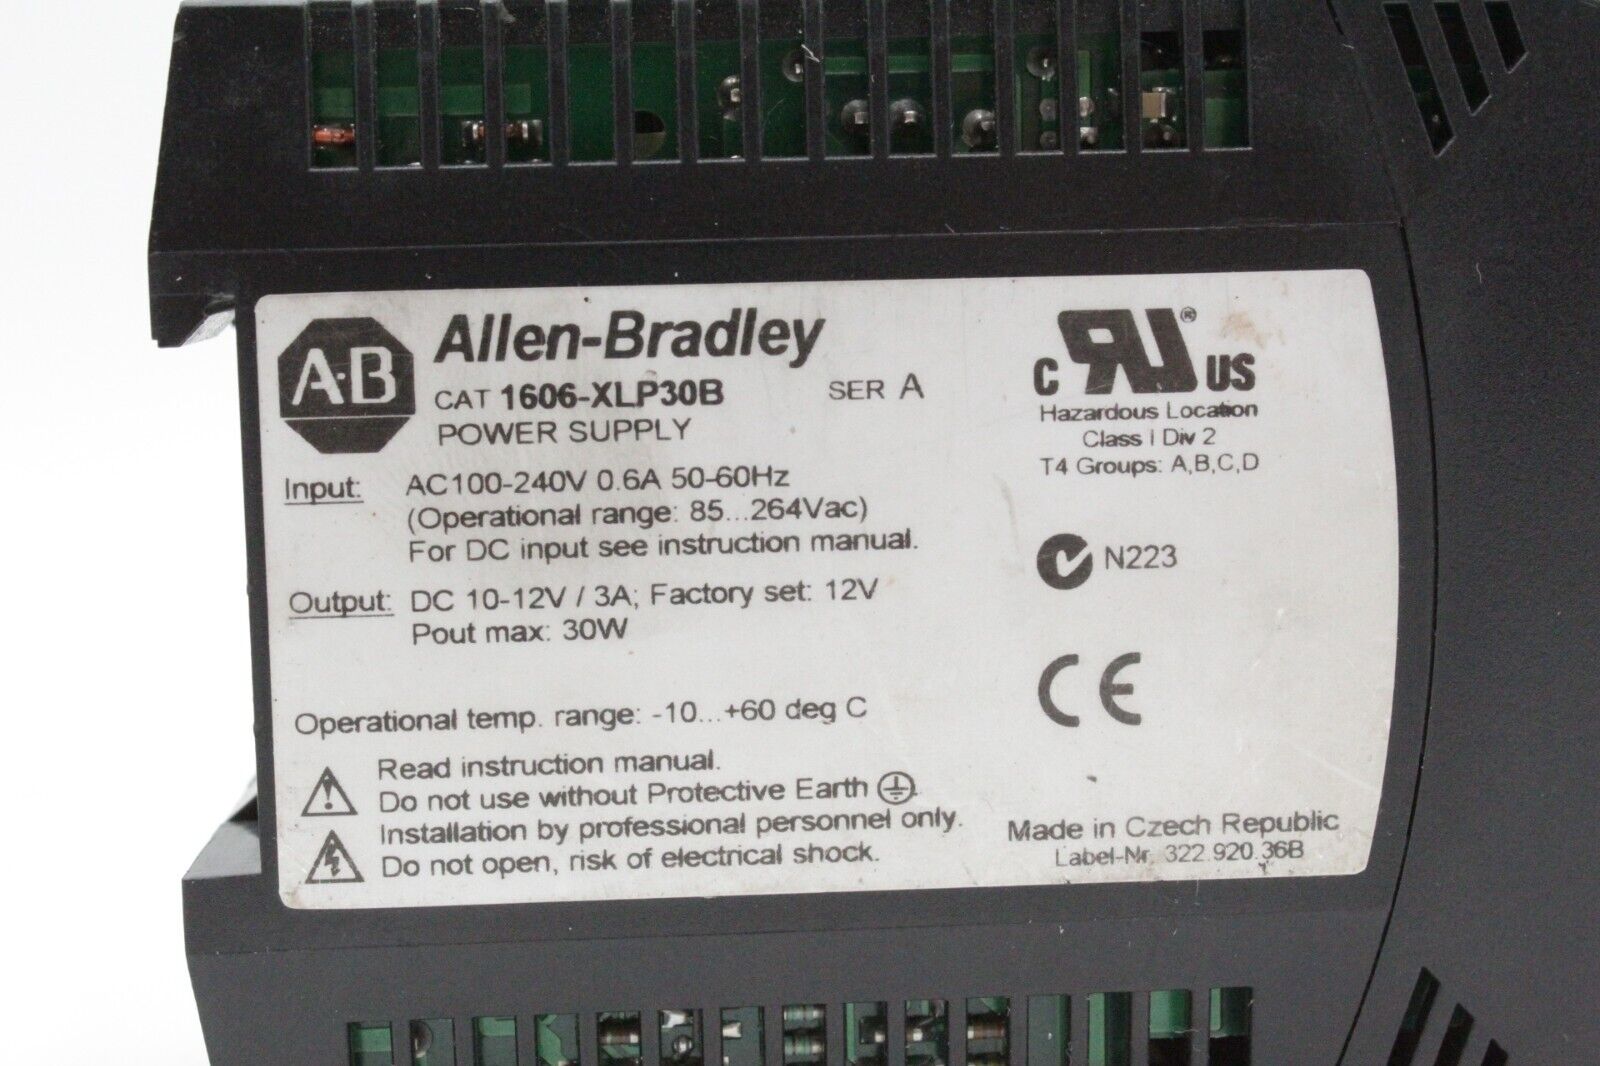 A-B Allen-Bradley
CAT 1606-XLP30B SER A
POWER SUPPLY
Input: AC100-240V 0.6A 50-60Hz
(Operational range: 85...264Vac)
For DC input see instruction manual.
Output: DC 10-12V / 3A; Factory set: 12V
Pout max: 30W
Operational temp. range: -10...+60 deg C
Read instruction manual.
Do not use without Protective Earth
Installation by professional personnel only.
Do not open, risk of electrical shock.
C RU ® US
Hazardous Location
Class I Div 2
T4 Groups: A,B,C,D
N223
CE
Made in Czech Republic
Label-Nr. 322.920.36B